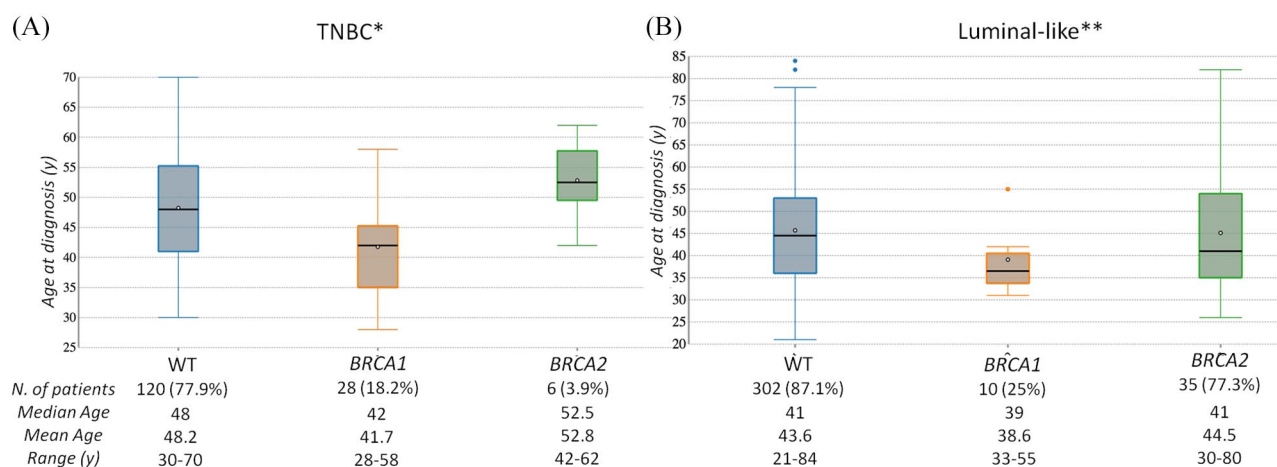 (A)
TNBC*
Age at diagnosis (y)
70
65
60
55
50
45
40
35
30
25
WT BRCA1 BRCA2
N. of patients 120 (77.9%) 28 (18.2%) 6 (3.9%)
Median Age 48 42 52.5
Mean Age 48.2 41.7 52.8
Range (y) 30-70 28-58 42-62
(B)
Luminal-like**
Age at diagnosis (y)
85
80
75
70
65
60
55
50
45
40
35
30
25
20
WT BRCA1 BRCA2
302 (87.1%) 10 (25%) 35 (77.3%)
41 39 41
43.6 38.6 44.5
21-84 33-55 30-80